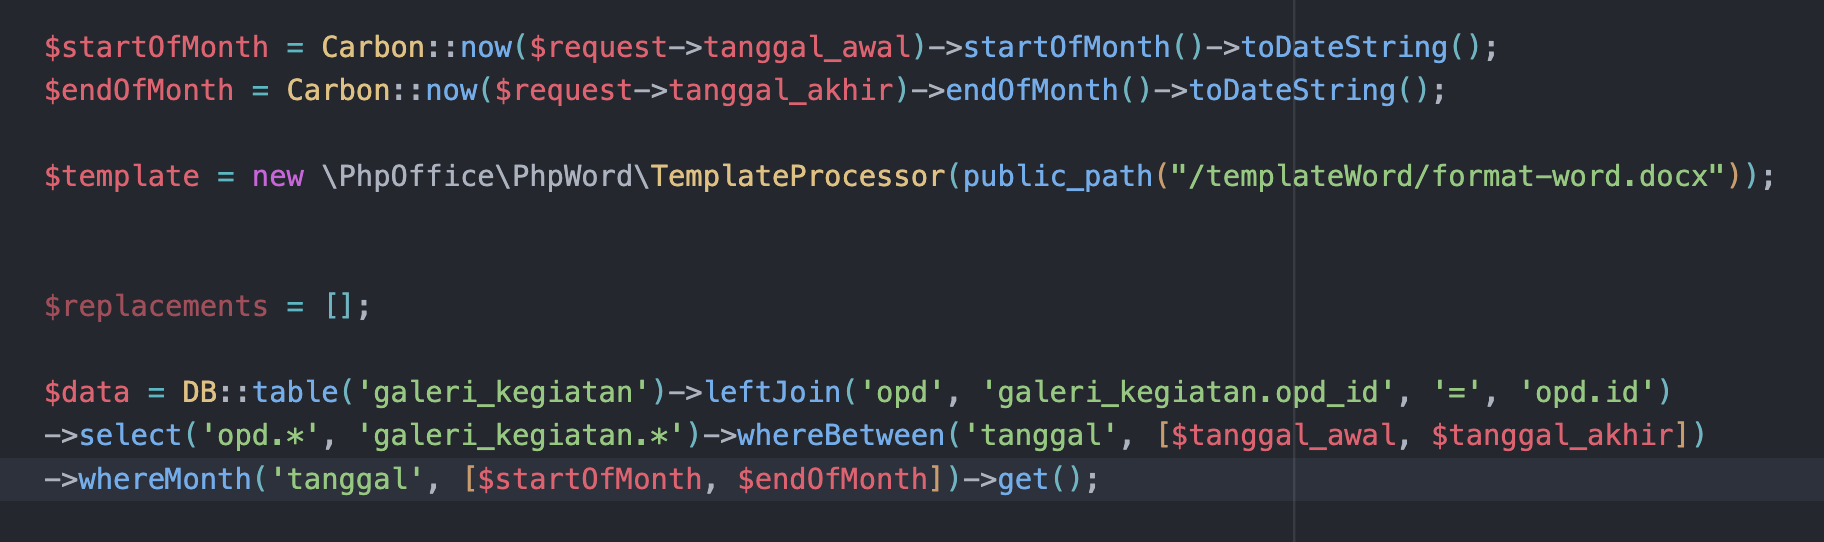 $startOfMonth = Carbon::now($request->tanggal_awal)->startOfMonth()->toDateString();
$endOfMonth = Carbon::now($request->tanggal_akhir)->endOfMonth()->toDateString();
$template = new \PhpOffice\PhpWord\TemplateProcessor(public_path("/templateWord/format-word.docx"));
$replacements = [];
$data = DB::table('galeri_kegiatan')->leftJoin('opd', 'galeri_kegiatan.opd_id', '=', 'opd.id')
->select('opd.*', 'galeri_kegiatan.*')->whereBetween('tanggal', [$tanggal_awal, $tanggal_akhir])
->whereMonth('tanggal', [$startOfMonth, $endOfMonth])->get();